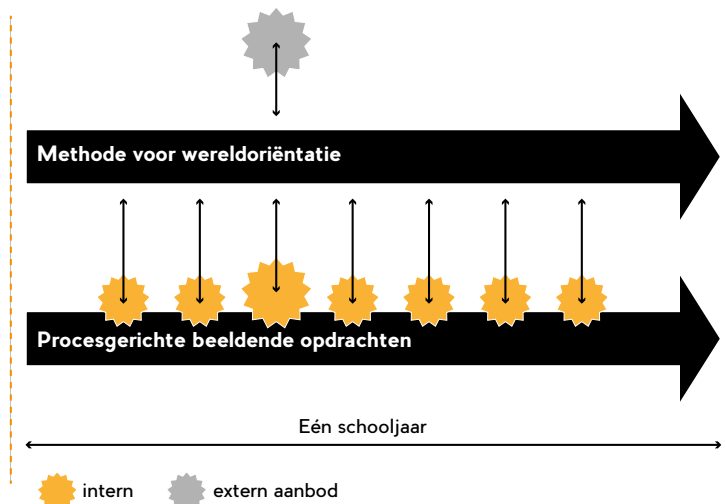 Methode voor wereldoriëntatie
Procesgerichte beeldende opdrachten
Eén schooljaar
intern
extern aanbod